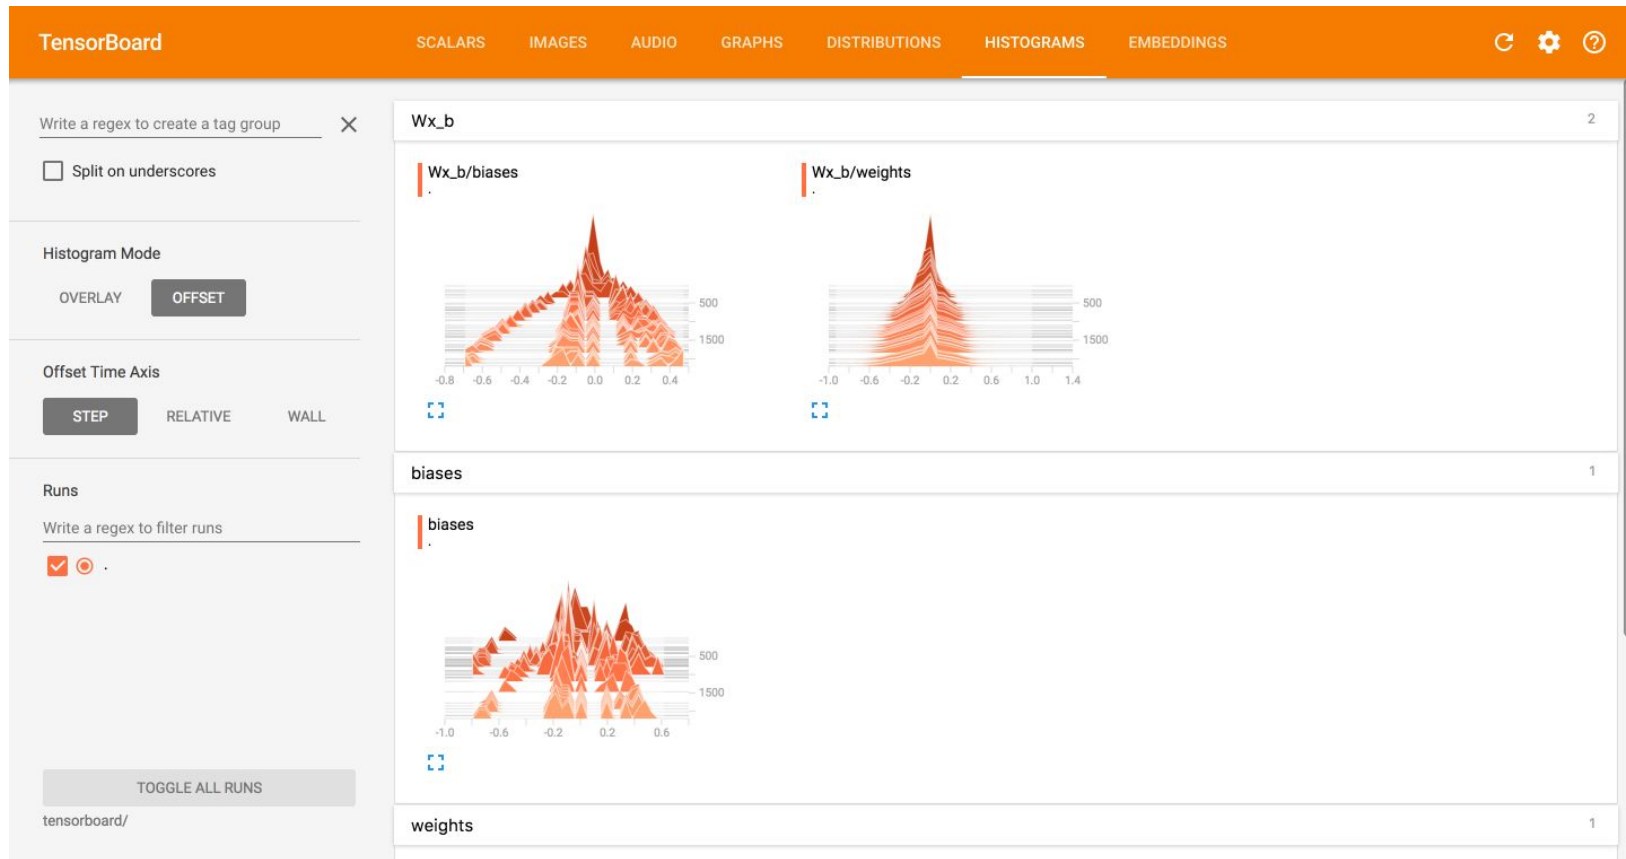 TensorBoard
SCALARS IMAGES AUDIO GRAPHS DISTRIBUTIONS HISTOGRAMS EMBEDDINGS
Write a regex to create a tag group
Split on underscores
Histogram Mode
OVERLAY OFFSET
Offset Time Axis
STEP RELATIVE WALL
Runs
Write a regex to filter runs
.
TOGGLE ALL RUNS
tensorboard/
Wx_b 2
Wx_b/biases
.
500
1500
-0.8 -0.6 -0.4 -0.2 0.0 0.2 0.4
Wx_b/weights
.
500
1500
-1.0 -0.6 -0.2 0.2 0.6 1.0 1.4
biases 1
biases
.
500
1500
-1.0 -0.6 -0.2 0.2 0.6
weights 1